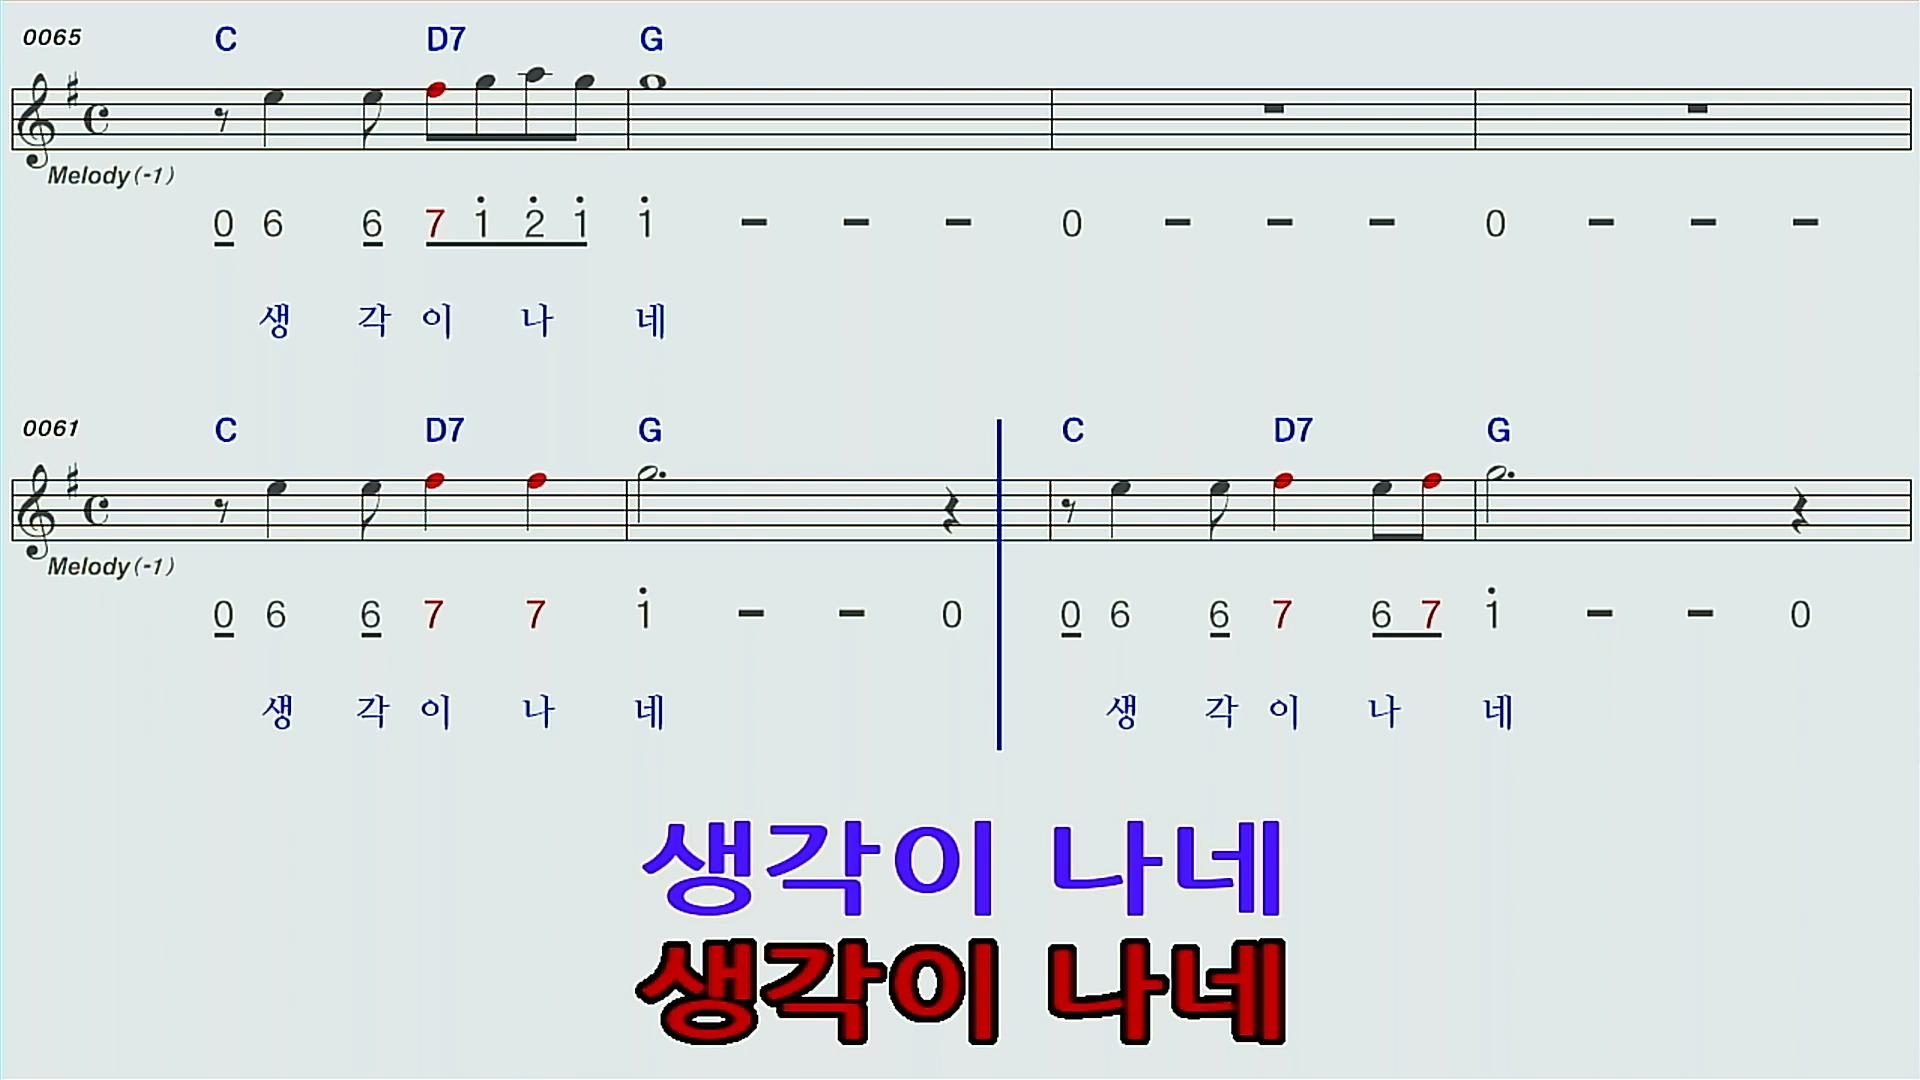 0065 C D7 G
Melody(-1)
0 6 6 7 1̇ 2̇ 1̇ 1̇ - - - 0 - - - 0 - - -
생 각 이 나 네
0061 C D7 G C D7 G
Melody(-1)
0 6 6 7 7 1̇ - - 0 0 6 6 7 6 7 1̇ - - 0
생 각 이 나 네 생 각 이 나 네
생각이 나네
생각이 나네